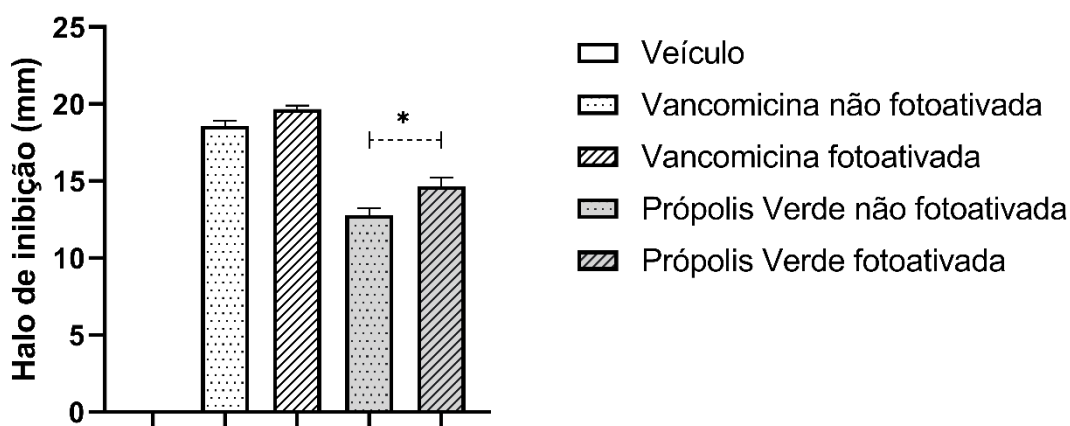 Halo de inibição (mm)
25
20
15
10
5
0
*
Veículo
Vancomicina não fotoativada
Vancomicina fotoativada
Própolis Verde não fotoativada
Própolis Verde fotoativada